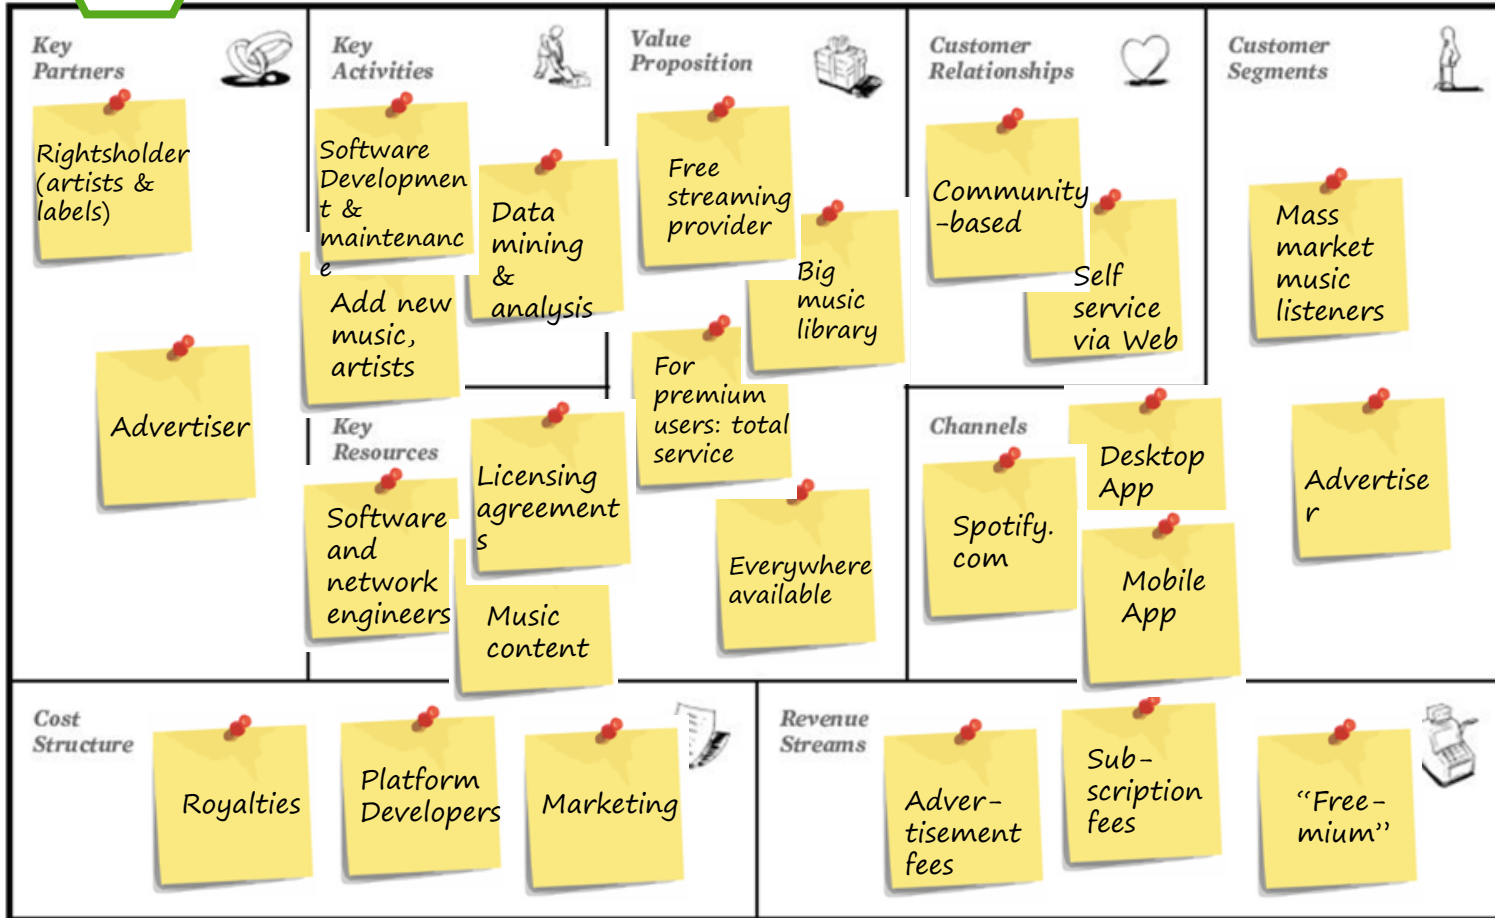 Key
Partners
Rightsholder
(artists &
labels)
Advertiser
Key
Activities
Software
Developmen
t &
maintenanc
e
Data
mining
&
analysis
Add new
music,
artists
Key
Resources
Licensing
agreement
s
Software
and
network
engineers
Music
content
Value
Proposition
Free
streaming
provider
Big
music
library
For
premium
users: total
service
Everywhere
available
Customer
Relationships
Community
-based
Self
service
via Web
Channels
Desktop
App
Spotify.
com
Mobile
App
Customer
Segments
Mass
market
music
listeners
Advertise
r
Cost
Structure
Royalties
Platform
Developers
Marketing
Revenue
Streams
Adver-
tisement
fees
Sub-
scription
fees
“Free-
mium”